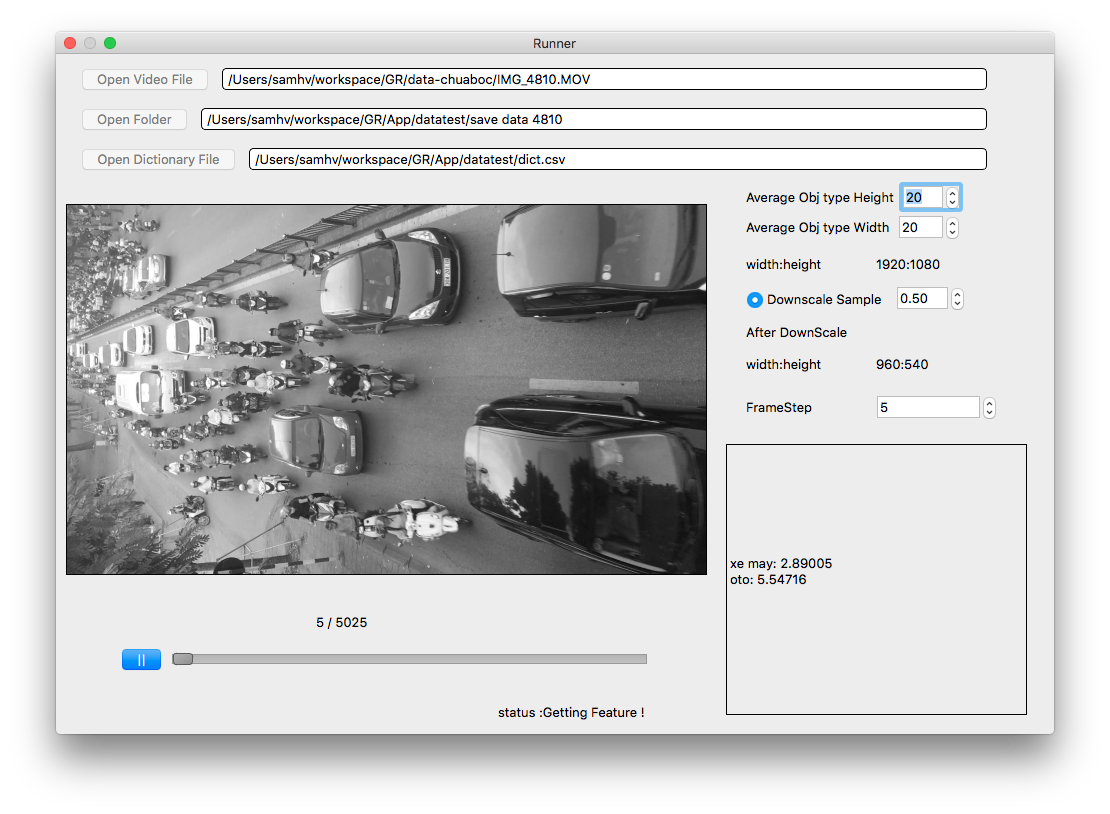 Runner
Open Video File /Users/samhv/workspace/GR/data-chuaboc/IMG_4810.MOV
Open Folder /Users/samhv/workspace/GR/App/datatest/save data 4810
Open Dictionary File /Users/samhv/workspace/GR/App/datatest/dict.csv
Average Obj type Height 20
Average Obj type Width 20
width:height 1920:1080
Downscale Sample 0.50
After DownScale
width:height 960:540
FrameStep 5
xe may: 2.89005
oto: 5.54716
5 / 5025
status :Getting Feature !